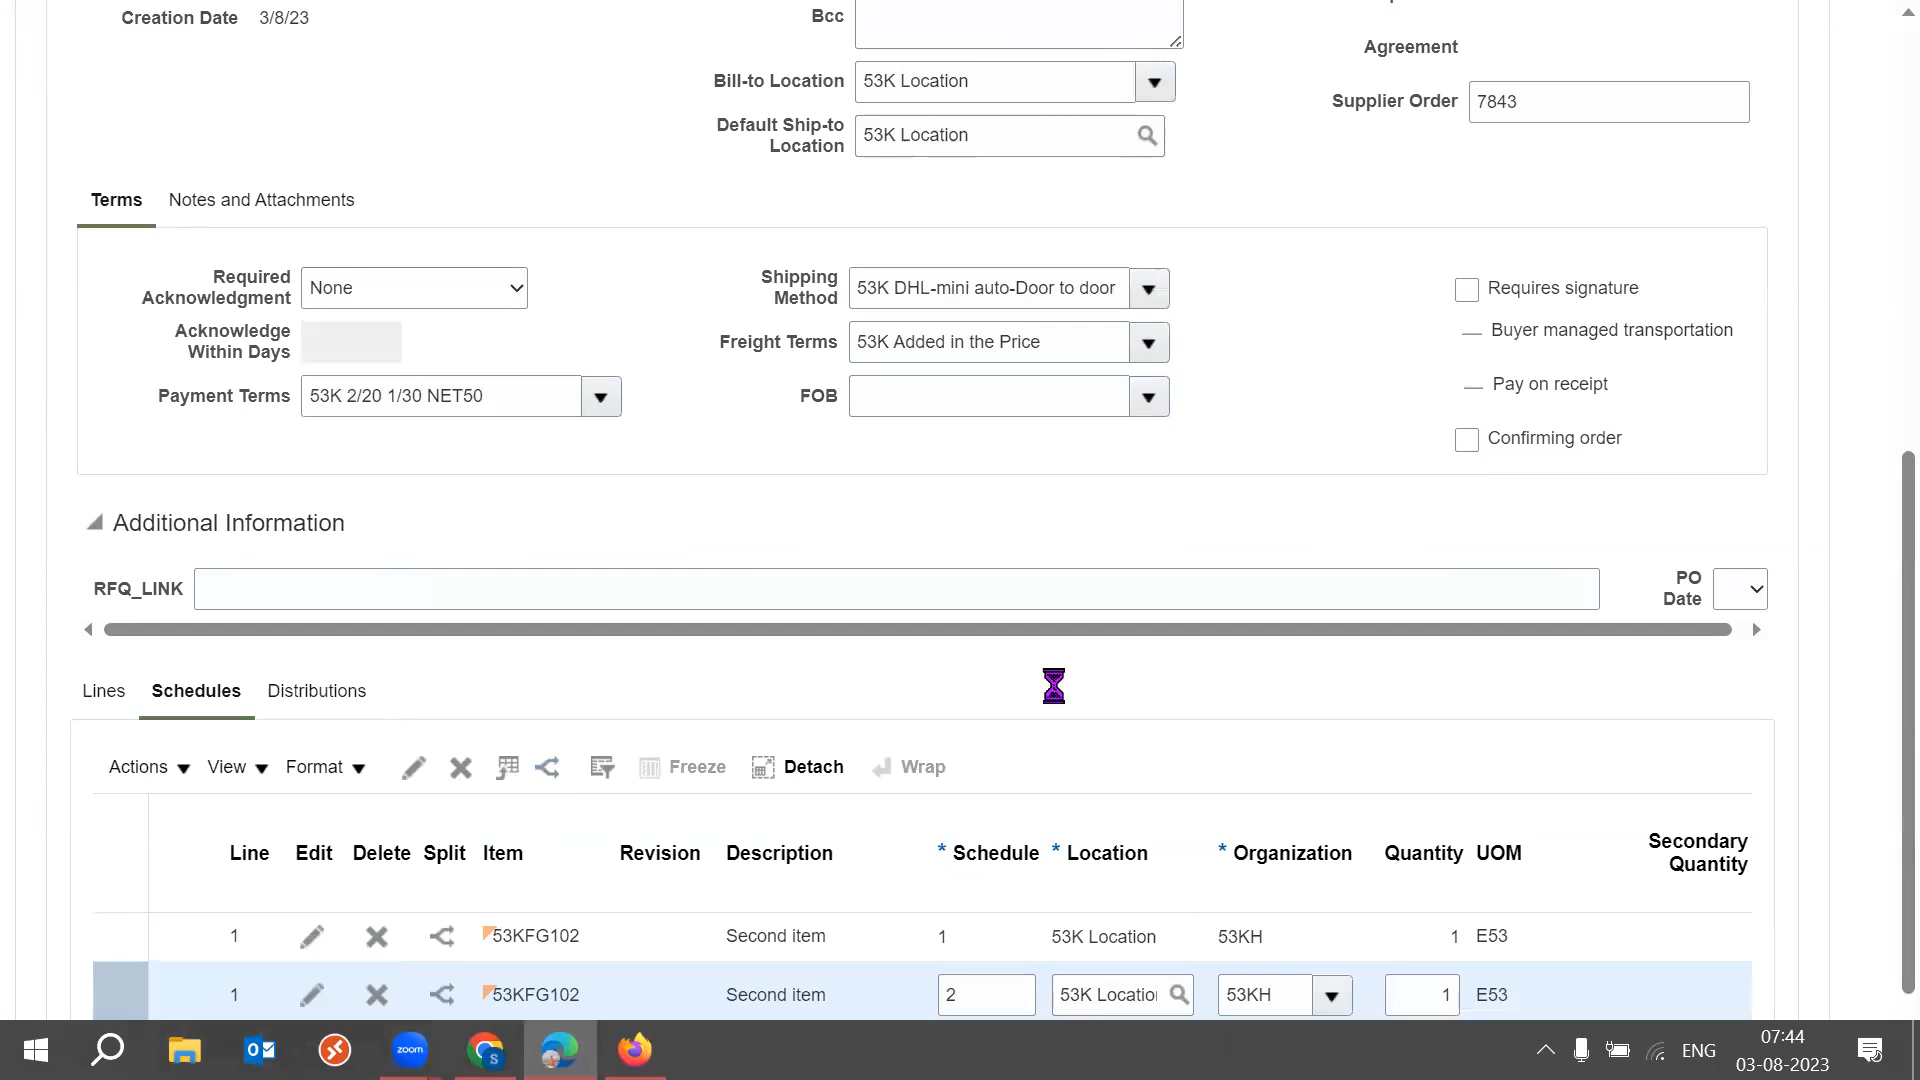 Creation Date 3/8/23
Bcc
Agreement
Bill-to Location 53K Location
Supplier Order 7843
Default Ship-to Location 53K Location
Terms Notes and Attachments
Required Acknowledgment None
Shipping Method 53K DHL-mini auto-Door to door
Requires signature
Acknowledge Within Days
Freight Terms 53K Added in the Price
Buyer managed transportation
Payment Terms 53K 2/20 1/30 NET50
FOB
Pay on receipt
Confirming order
Additional Information
RFQ_LINK
PO Date
Lines Schedules Distributions
Actions View Format Freeze Detach Wrap
Line Edit Delete Split Item Revision Description * Schedule * Location * Organization Quantity UOM Secondary Quantity
1 53KFG102 Second item 1 53K Location 53KH 1 E53
1 53KFG102 Second item 2 53K Locatio 53KH 1 E53
zoom
S
ENG
07:44
03-08-2023